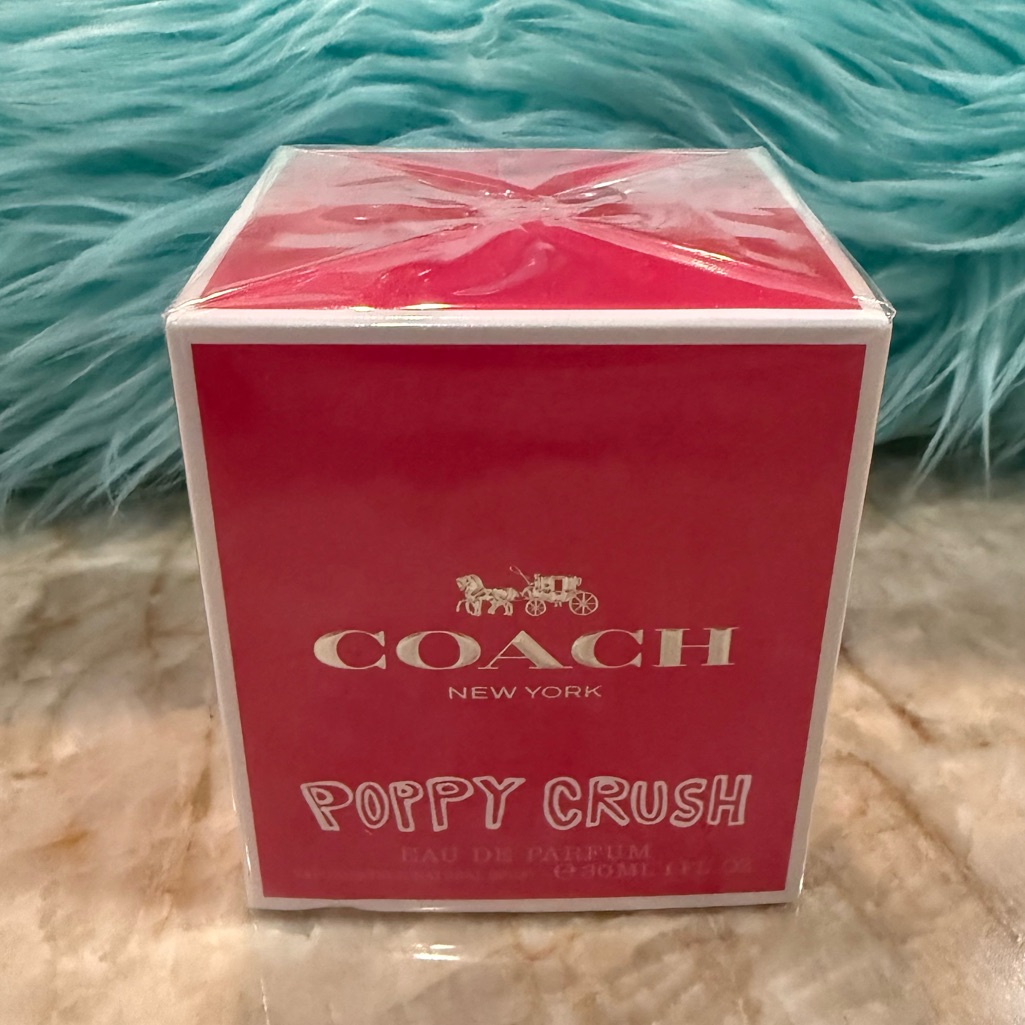 COACH
NEW YORK
POPPY CRUSH
EAU DE PARFUM
℮ 30ML 1 FL. OZ